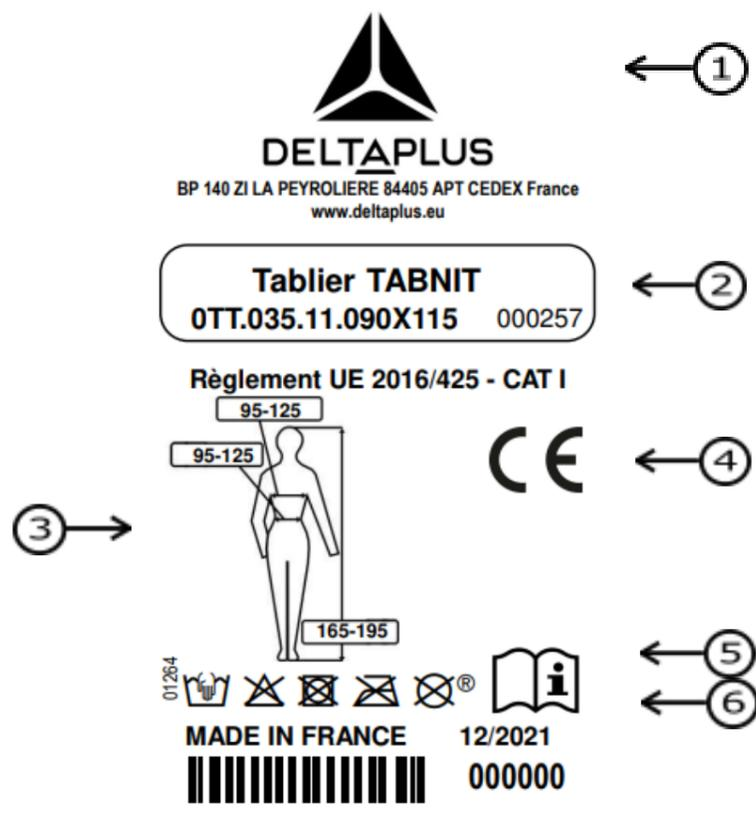 1
DELTAPLUS
BP 140 ZI LA PEYROLIERE 84405 APT CEDEX France
www.deltaplus.eu
Tablier TABNIT
2
0TT.035.11.090X115 000257
Règlement UE 2016/425 - CAT I
95-125
CE
4
95-125
3
165-195
5
01264
®
i
6
MADE IN FRANCE 12/2021
000000